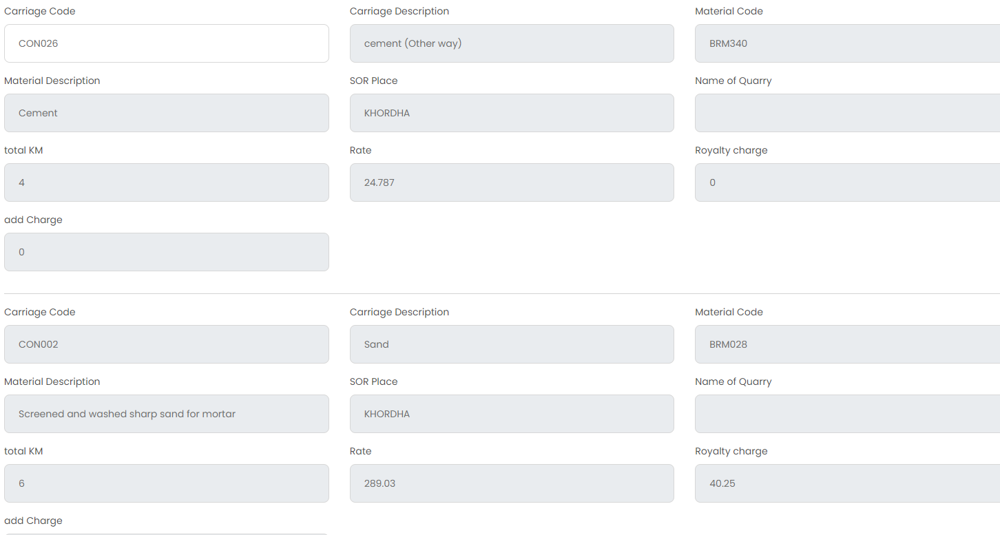 Carriage Code Carriage Description Material Code
CON026 cement (Other way) BRM340
Material Description SOR Place Name of Quarry
Cement KHORDHA
total KM Rate Royalty charge
4 24.787 0
add Charge
0
Carriage Code Carriage Description Material Code
CON002 Sand BRM028
Material Description SOR Place Name of Quarry
Screened and washed sharp sand for mortar KHORDHA
total KM Rate Royalty charge
6 289.03 40.25
add Charge